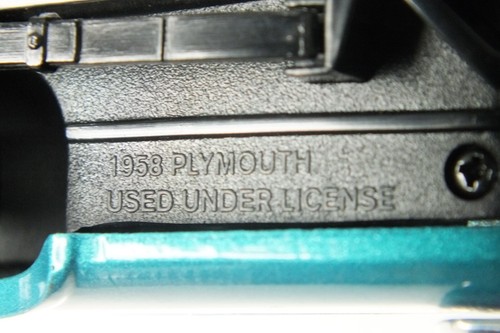 1958 PLYMOUTH
USED UNDER LICENSE